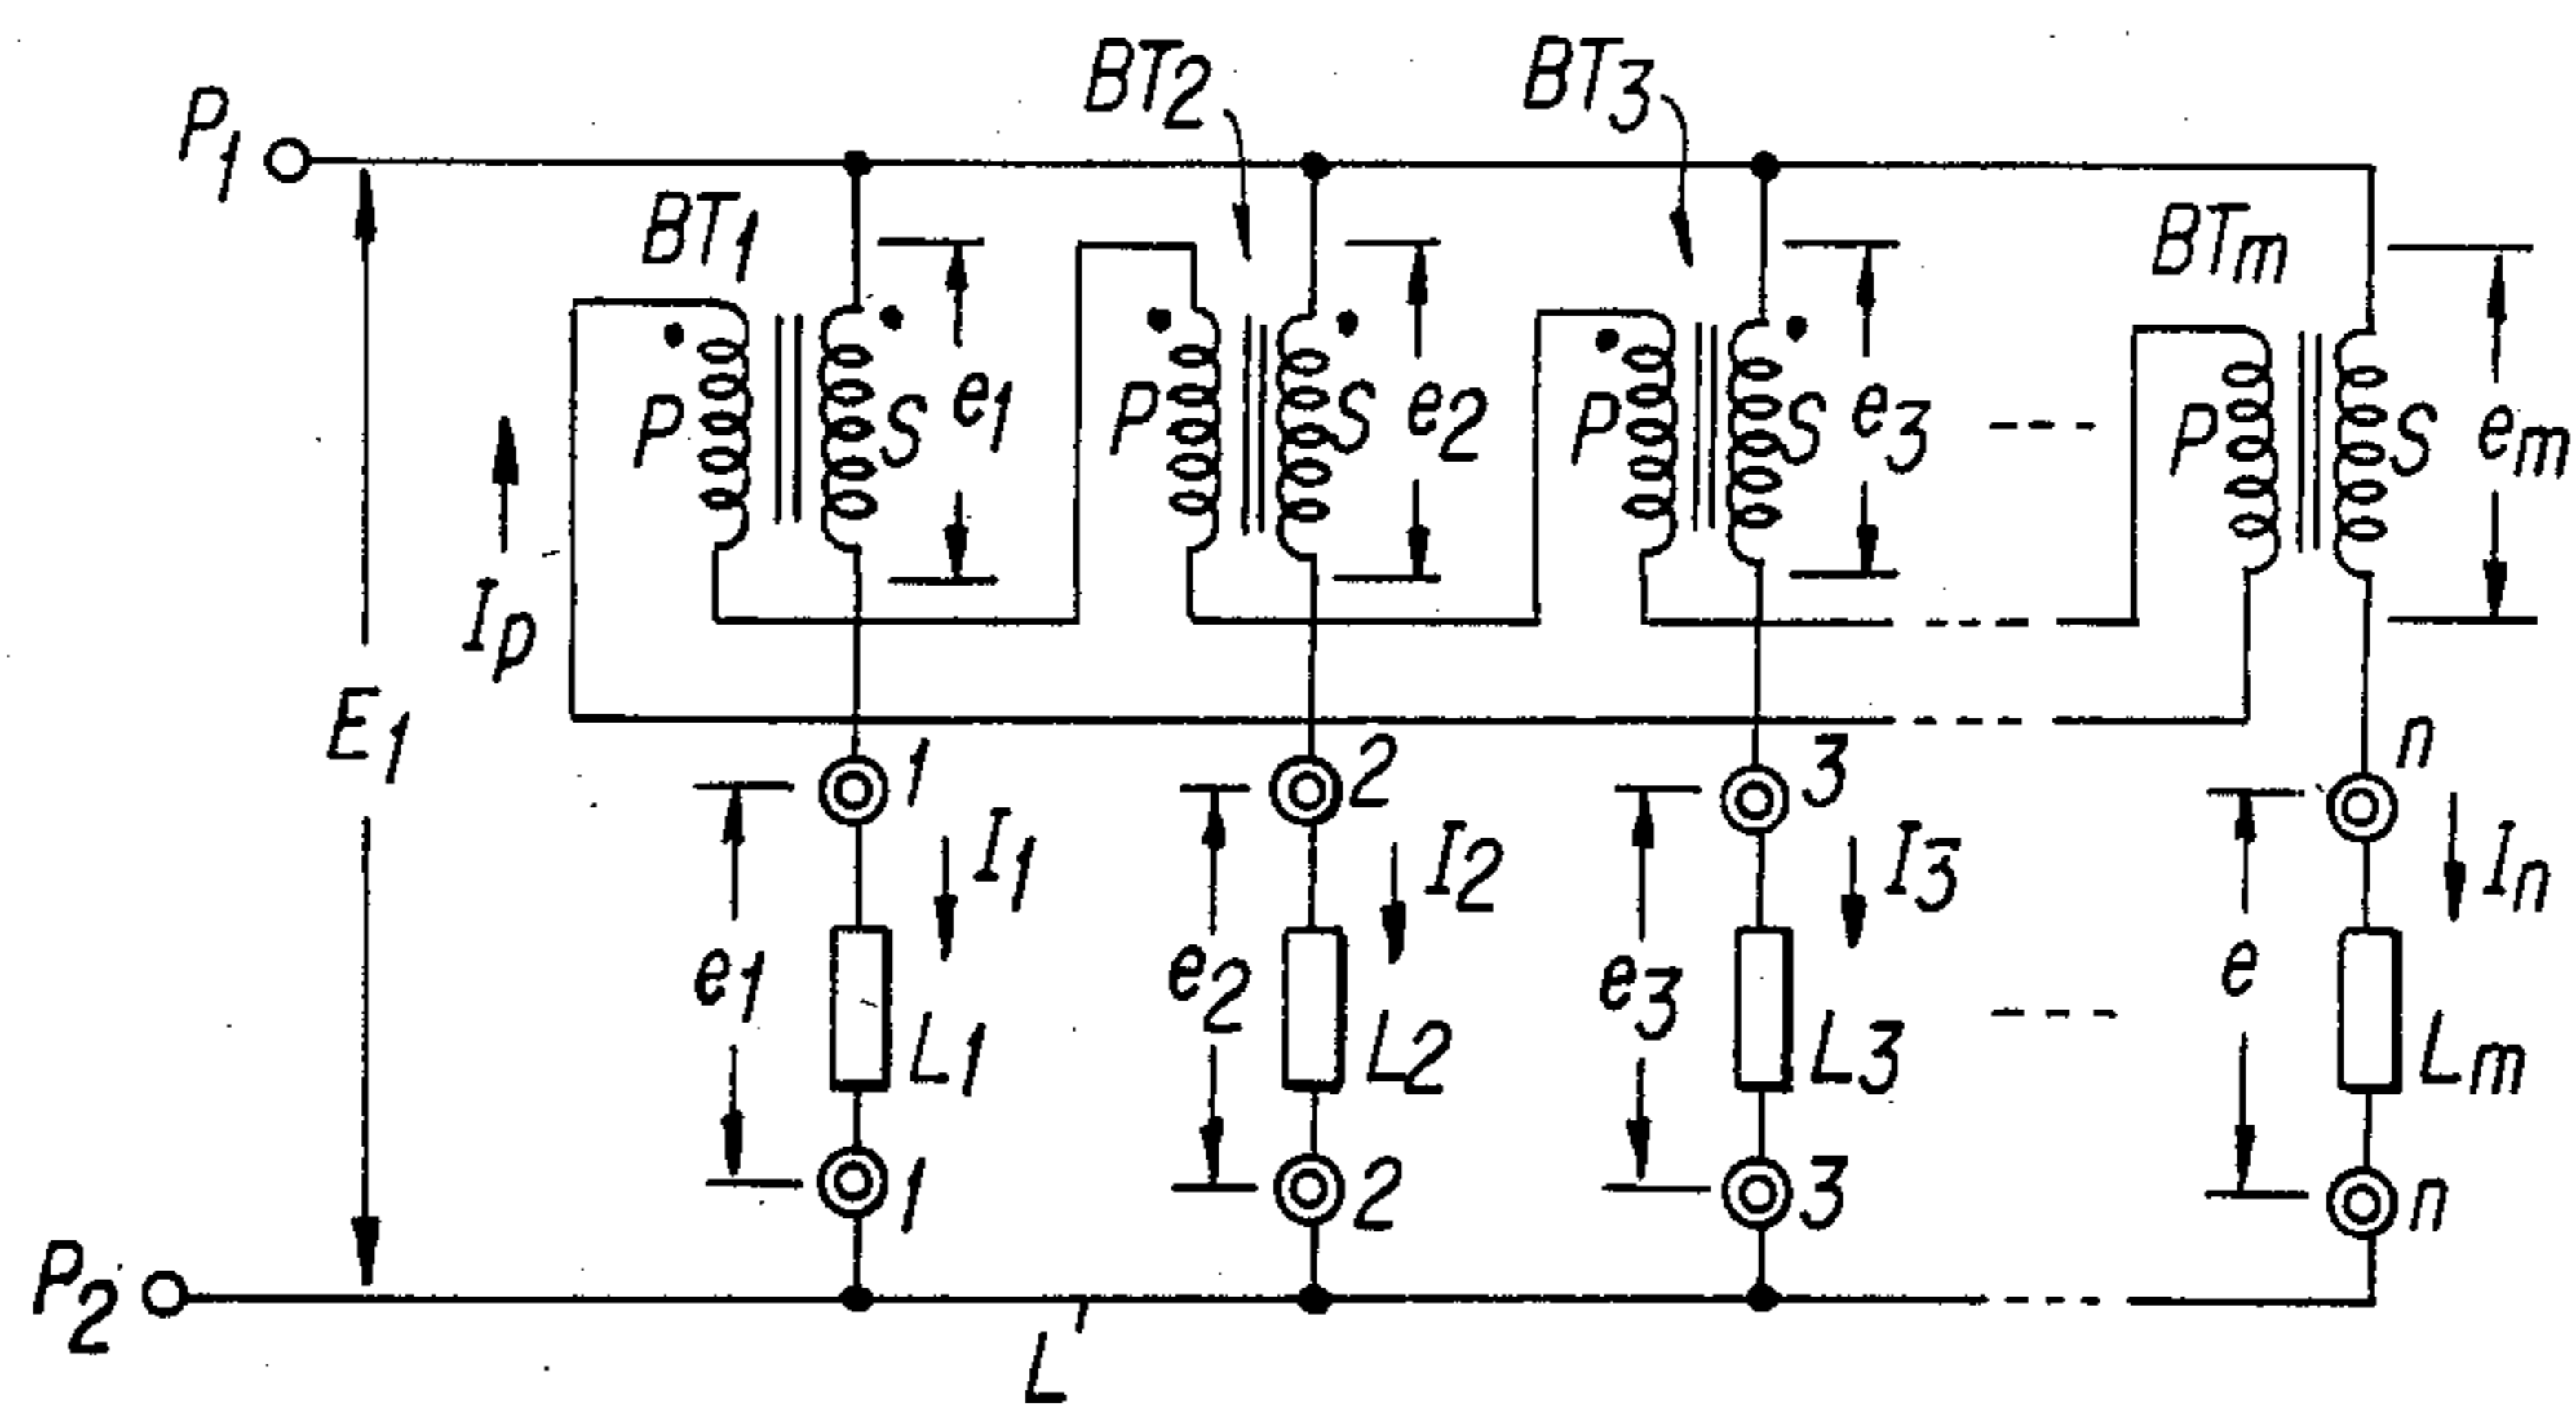 BT2 BT3
P1
BT1 BTm
P S e1 P S e2 P S e3 P S em
Ip
E1
1 2 3 n
I1 I2 I3 In
e1 e2 e3 e
L1 L2 L3 Lm
1 2 3 n
P2
L'